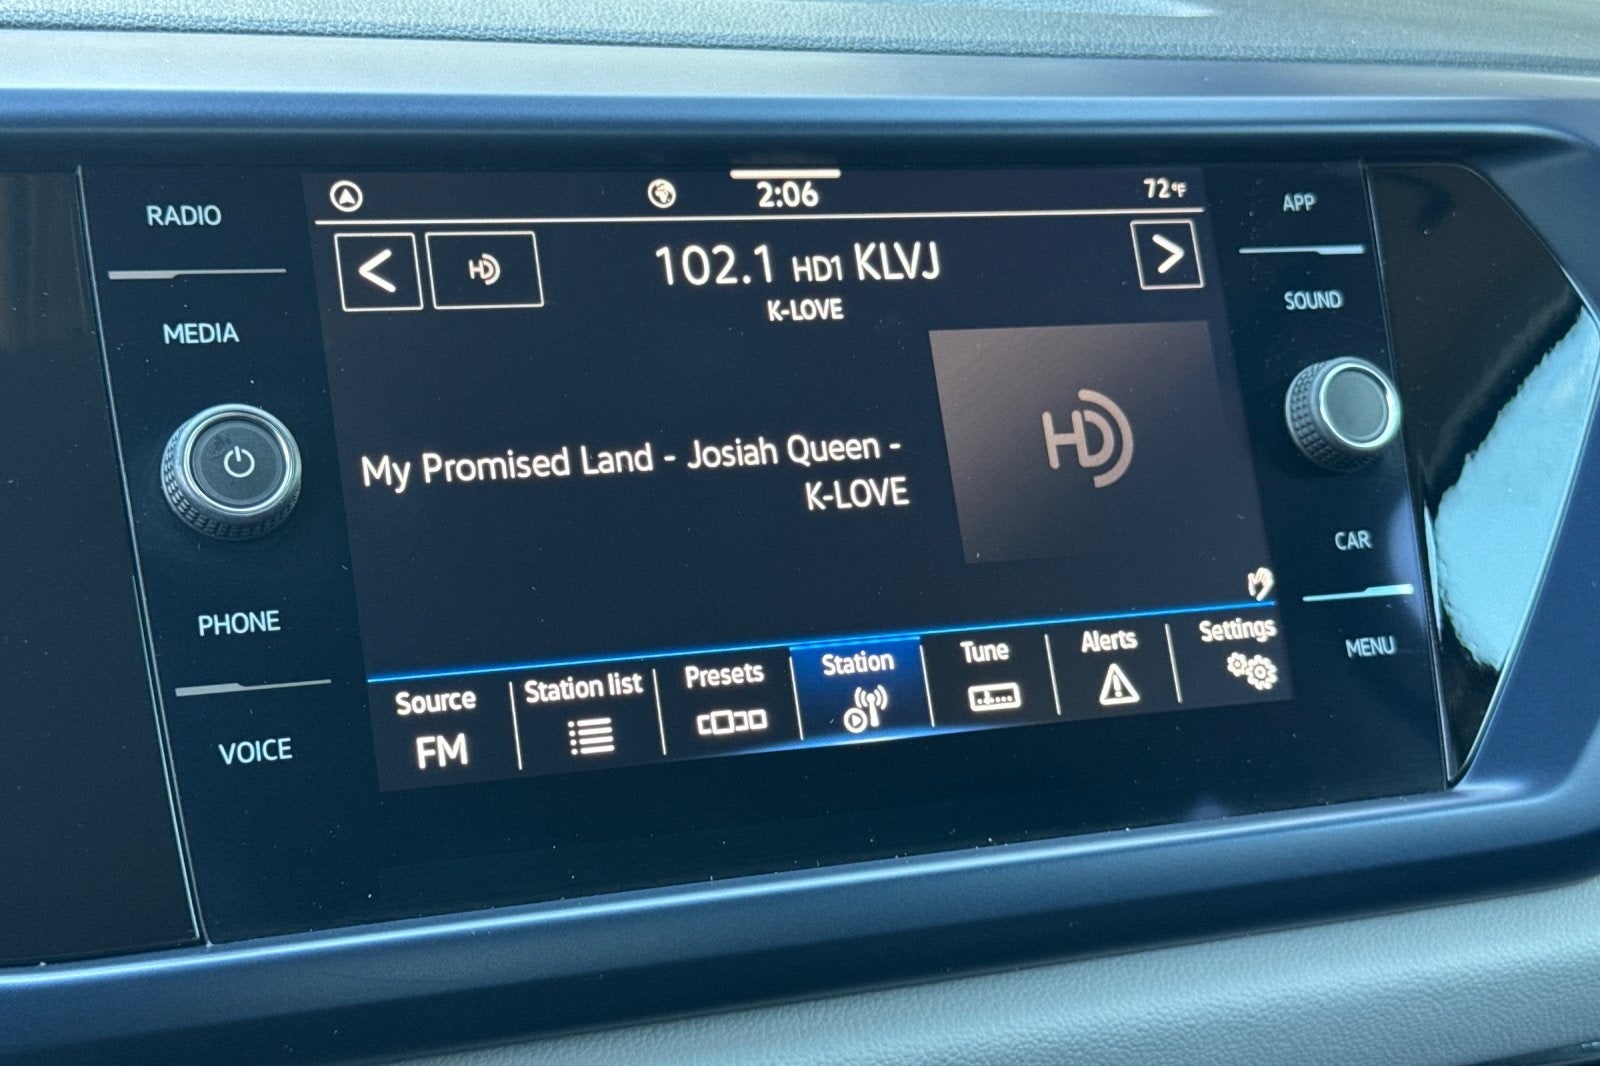 RADIO
MEDIA
PHONE
VOICE
2:06
72°F
HD
102.1 HD1 KLVJ
K-LOVE
My Promised Land - Josiah Queen -
K-LOVE
HD
Source
FM
Station list
Presets
Station
Tune
Alerts
Settings
APP
SOUND
CAR
MENU